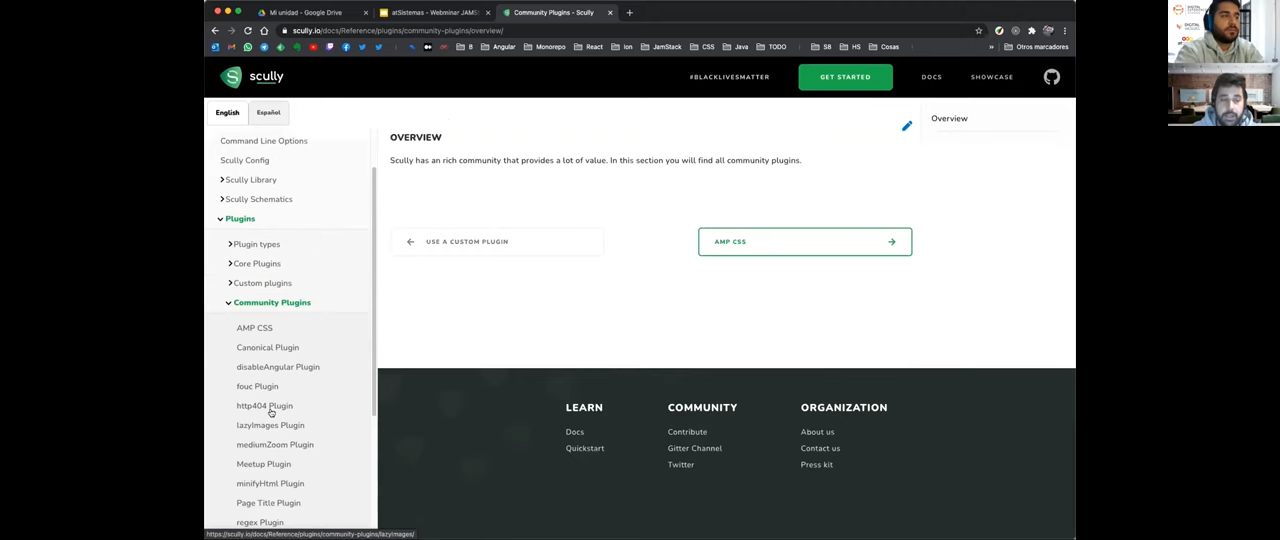 Mi unidad - Google Drive
atSistemas - Webminar JAMS
Community Plugins - Scully
scully.io/docs/Reference/plugins/community-plugins/overview/
B
Angular
Monorepo
React
Ion
JamStack
CSS
Java
TODO
SB
HS
Cosas
Otros marcadores
scully
#BLACKLIVESMATTER
GET STARTED
DOCS
SHOWCASE
English
Español
Command Line Options
Scully Config
Scully Library
Scully Schematics
Plugins
Plugin types
Core Plugins
Custom plugins
Community Plugins
AMP CSS
Canonical Plugin
disableAngular Plugin
fouc Plugin
http404 Plugin
lazyImages Plugin
mediumZoom Plugin
Meetup Plugin
minifyHtml Plugin
Page Title Plugin
regex Plugin
https://scully.io/docs/Reference/plugins/community-plugins/lazyImages/
OVERVIEW
Scully has an rich community that provides a lot of value. In this section you will find all community plugins.
USE A CUSTOM PLUGIN
AMP CSS
Overview
LEARN
Docs
Quickstart
COMMUNITY
Contribute
Gitter Channel
Twitter
ORGANIZATION
About us
Contact us
Press kit